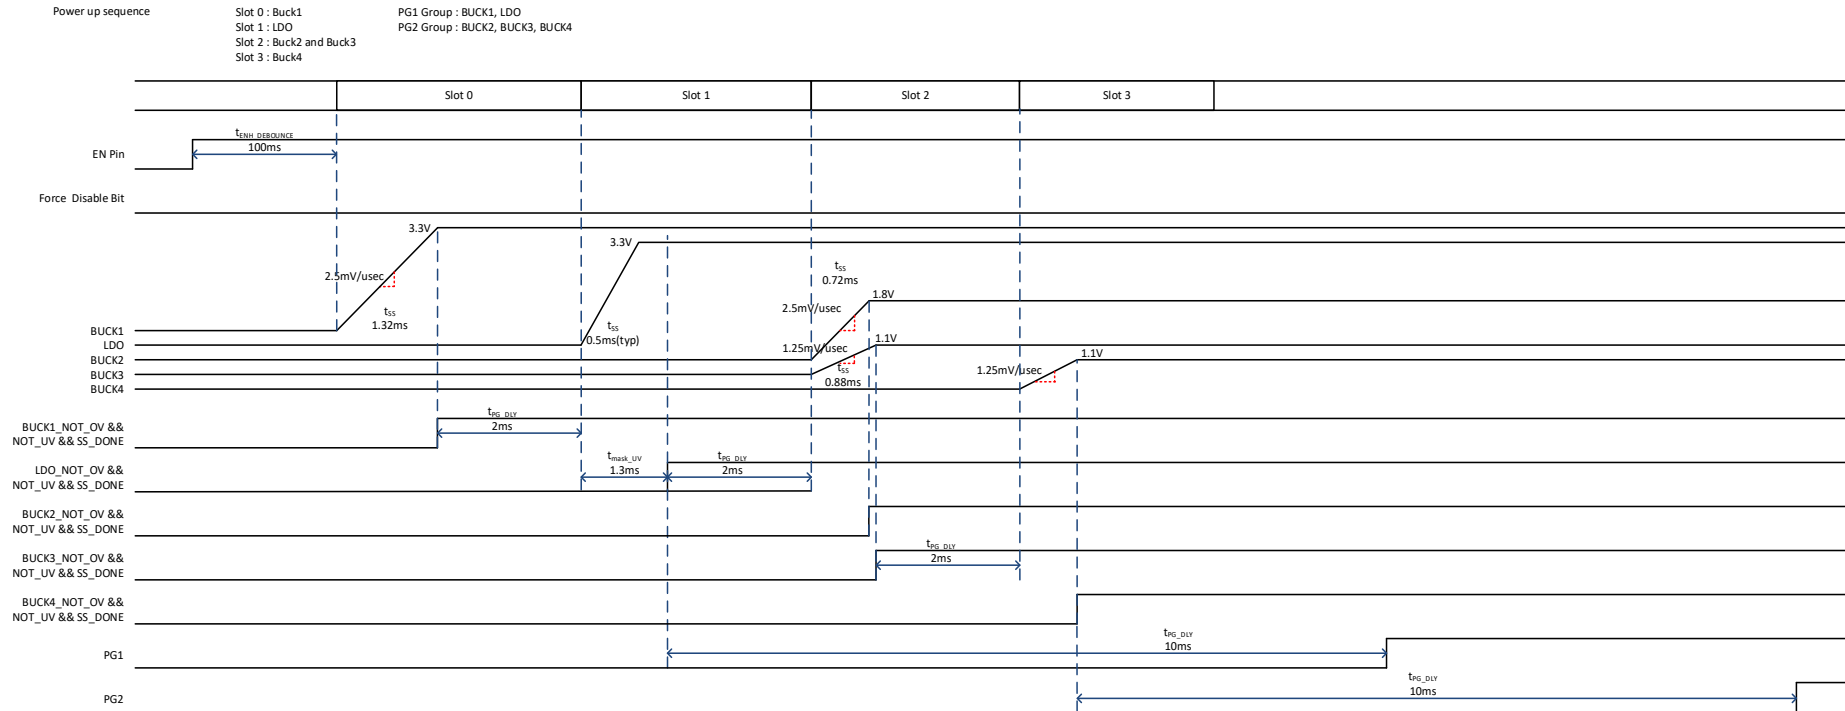 Power up sequence
Slot 0 : Buck1
Slot 1 : LDO
Slot 2 : Buck2 and Buck3
Slot 3 : Buck4
PG1 Group : BUCK1, LDO
PG2 Group : BUCK2, BUCK3, BUCK4
Slot 0
Slot 1
Slot 2
Slot 3
EN Pin
tENH_DEBOUNCE
100ms
Force Disable Bit
3.3V
2.5mV/usec
tSS
1.32ms
3.3V
tSS
0.5ms(typ)
tSS
0.72ms
1.8V
2.5mV/usec
1.1V
1.25mV/usec
tSS
0.88ms
1.1V
1.25mV/usec
BUCK1
LDO
BUCK2
BUCK3
BUCK4
BUCK1_NOT_OV &&
NOT_UV && SS_DONE
tPG_DLY
2ms
LDO_NOT_OV &&
NOT_UV && SS_DONE
tmask_UV
1.3ms
tPG_DLY
2ms
BUCK2_NOT_OV &&
NOT_UV && SS_DONE
BUCK3_NOT_OV &&
NOT_UV && SS_DONE
tPG_DLY
2ms
BUCK4_NOT_OV &&
NOT_UV && SS_DONE
PG1
tPG_DLY
10ms
PG2
tPG_DLY
10ms